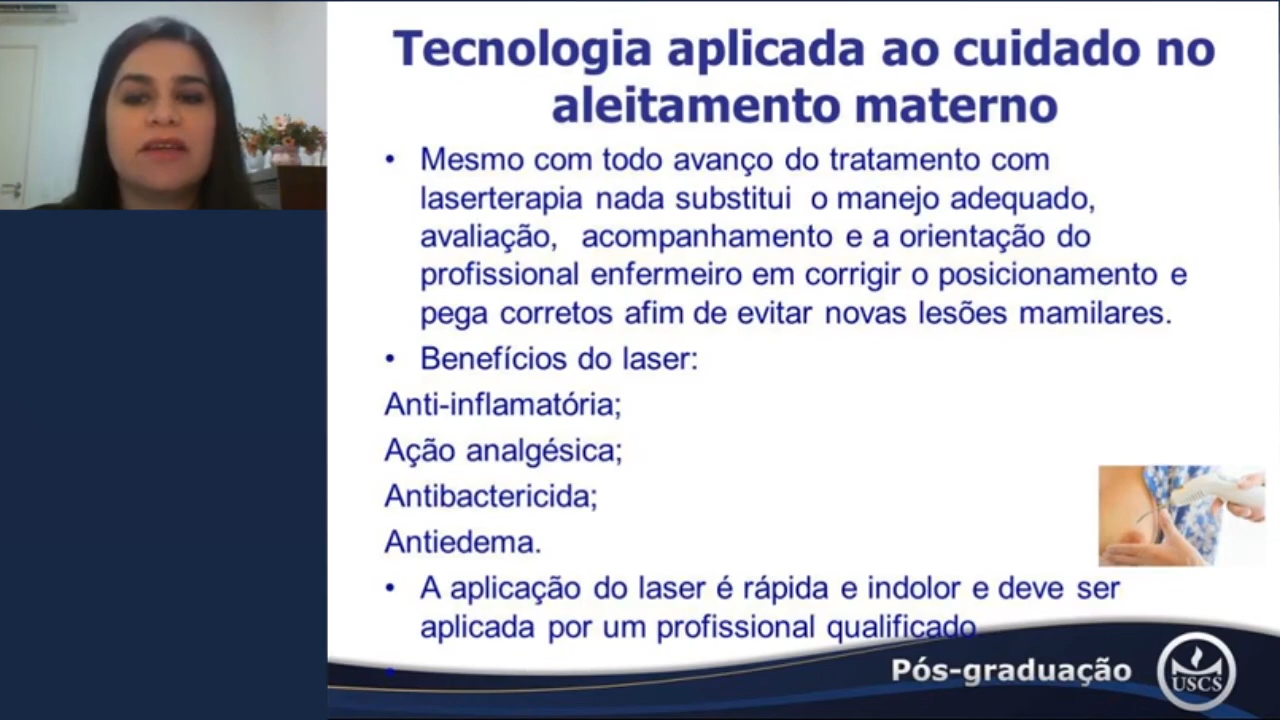 Tecnologia aplicada ao cuidado no
aleitamento materno
• Mesmo com todo avanço do tratamento com
laserterapia nada substitui o manejo adequado,
avaliação, acompanhamento e a orientação do
profissional enfermeiro em corrigir o posicionamento e
pega corretos afim de evitar novas lesões mamilares.
• Benefícios do laser:
Anti-inflamatória;
Ação analgésica;
Antibactericida;
Antiedema.
• A aplicação do laser é rápida e indolor e deve ser
aplicada por um profissional qualificado.
•
Pós-graduação
USCS